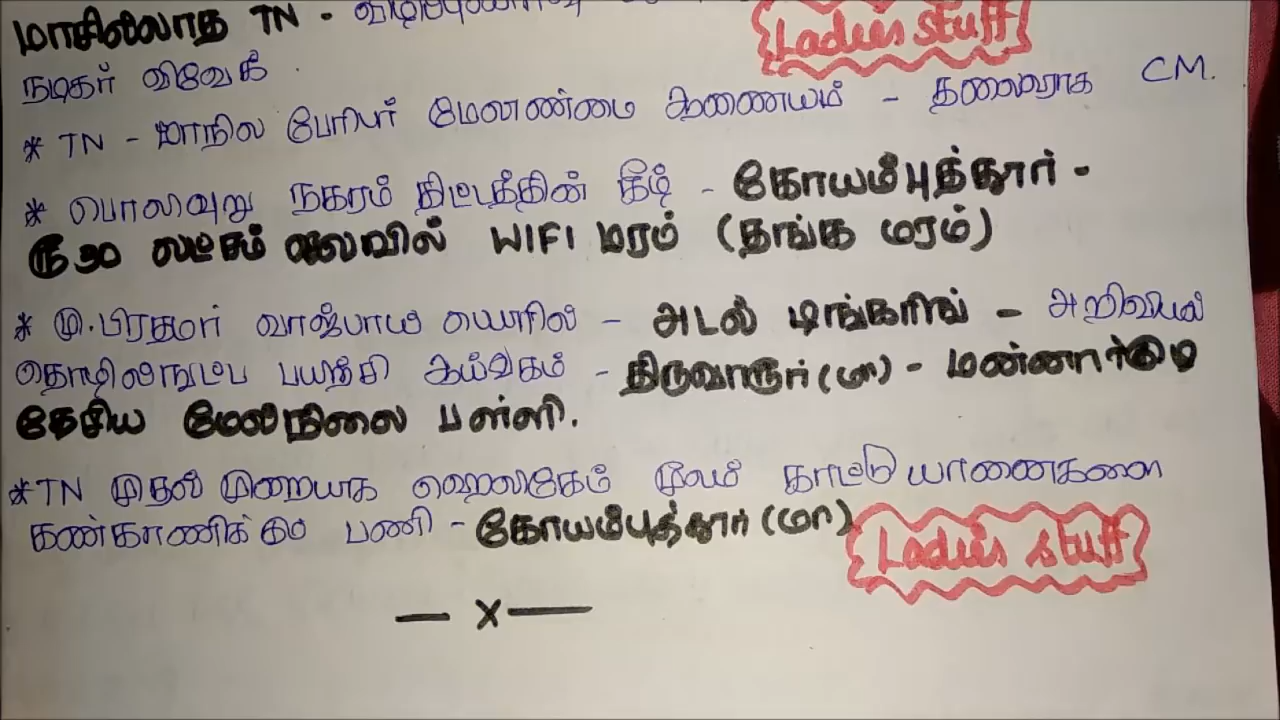 மாசில்லாத TN - விழிப்புணர்வு
Ladies stuff
நடிகர் விவேக்
* TN - மாநில பேரிடர் மேலாண்மை ஆணையம் - தலைவராக CM.
* பொலிவுறு நகரம் திட்டத்தின் கீழ் - கோயம்புத்தூர் -
ரூ 30 லட்சம் செலவில் WIFI மரம் (தங்க மரம்)
* மு.பிரதமர் வாஜ்பாய் பெயரில் - அடல் டிங்கரிங் - அறிவியல்
தொழில்நுட்ப பயிற்சி ஆய்வகம் - திருவாரூர் (மா) - மன்னார்குடி
தேசிய மேல்நிலை பள்ளி.
* TN முதல் முறையாக ஹெலிகேம் மூலம் காட்டு யானைகளை
கண்காணிக்கும் பணி - கோயம்புத்தூர் (மா)
Ladies stuff
— x —